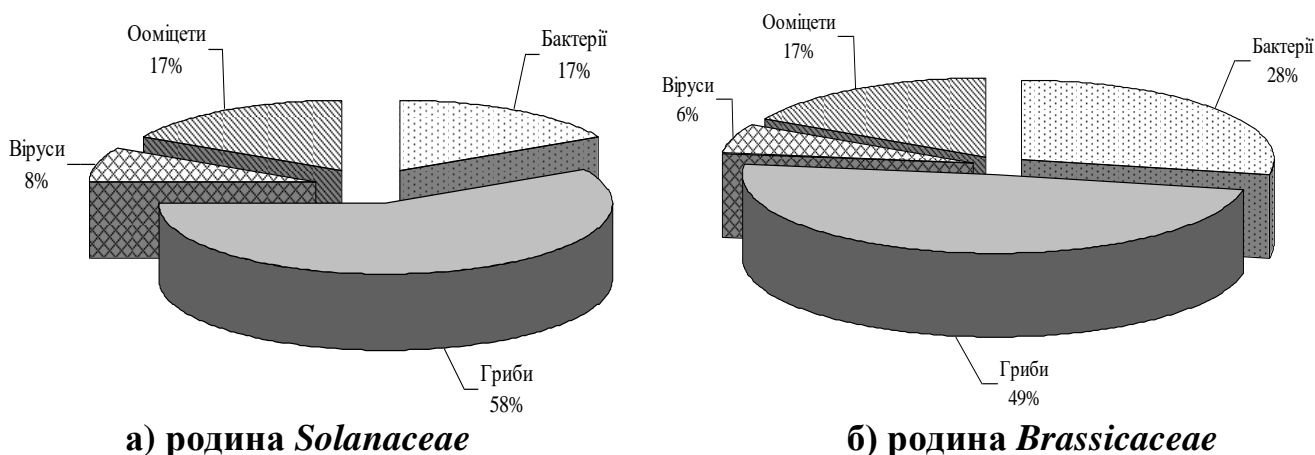 Ооміцети
17%
Бактерії
17%
Віруси
8%
Гриби
58%
а) родина Solanaceae
Ооміцети
17%
Бактерії
28%
Віруси
6%
Гриби
49%
б) родина Brassicaceae